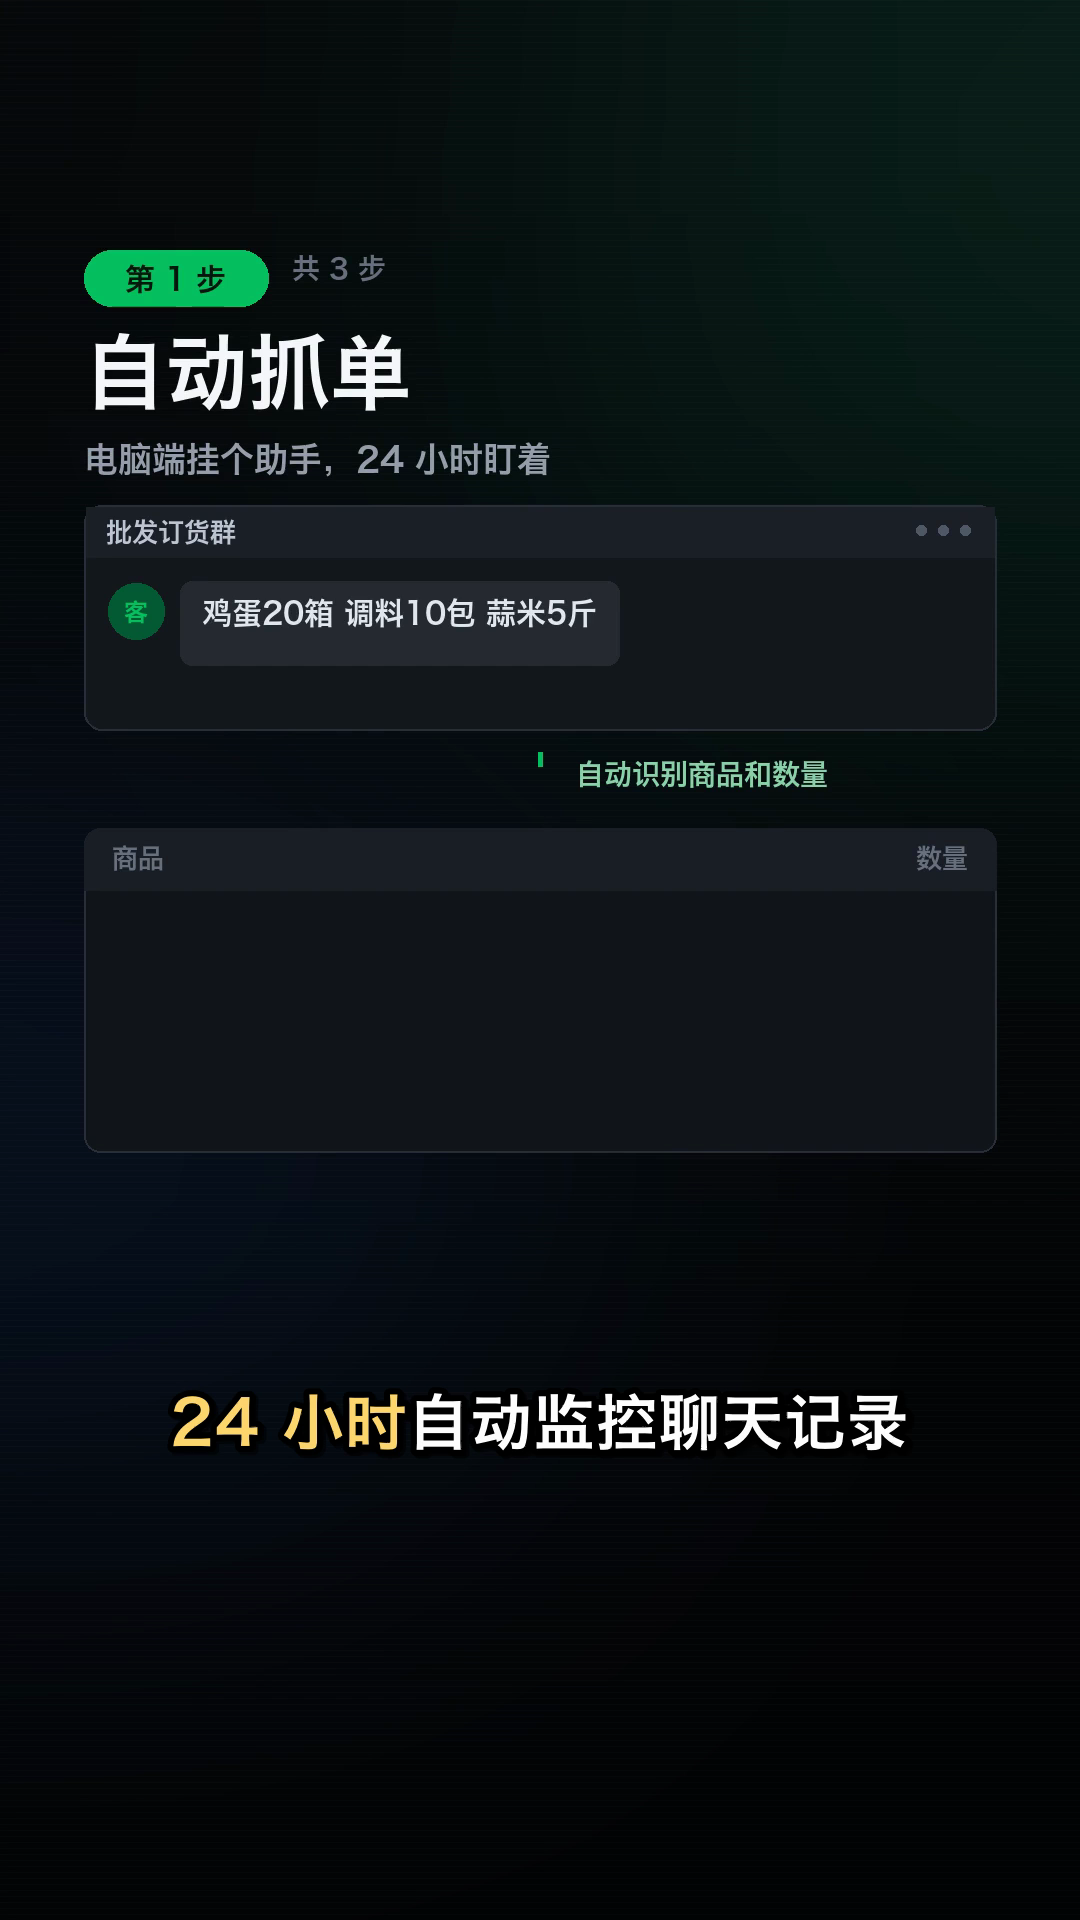 第 1 步
共 3 步
自动抓单
电脑端挂个助手，24 小时盯着
批发订货群
客
鸡蛋20箱 调料10包 蒜米5斤
自动识别商品和数量
商品
数量
24 小时自动监控聊天记录